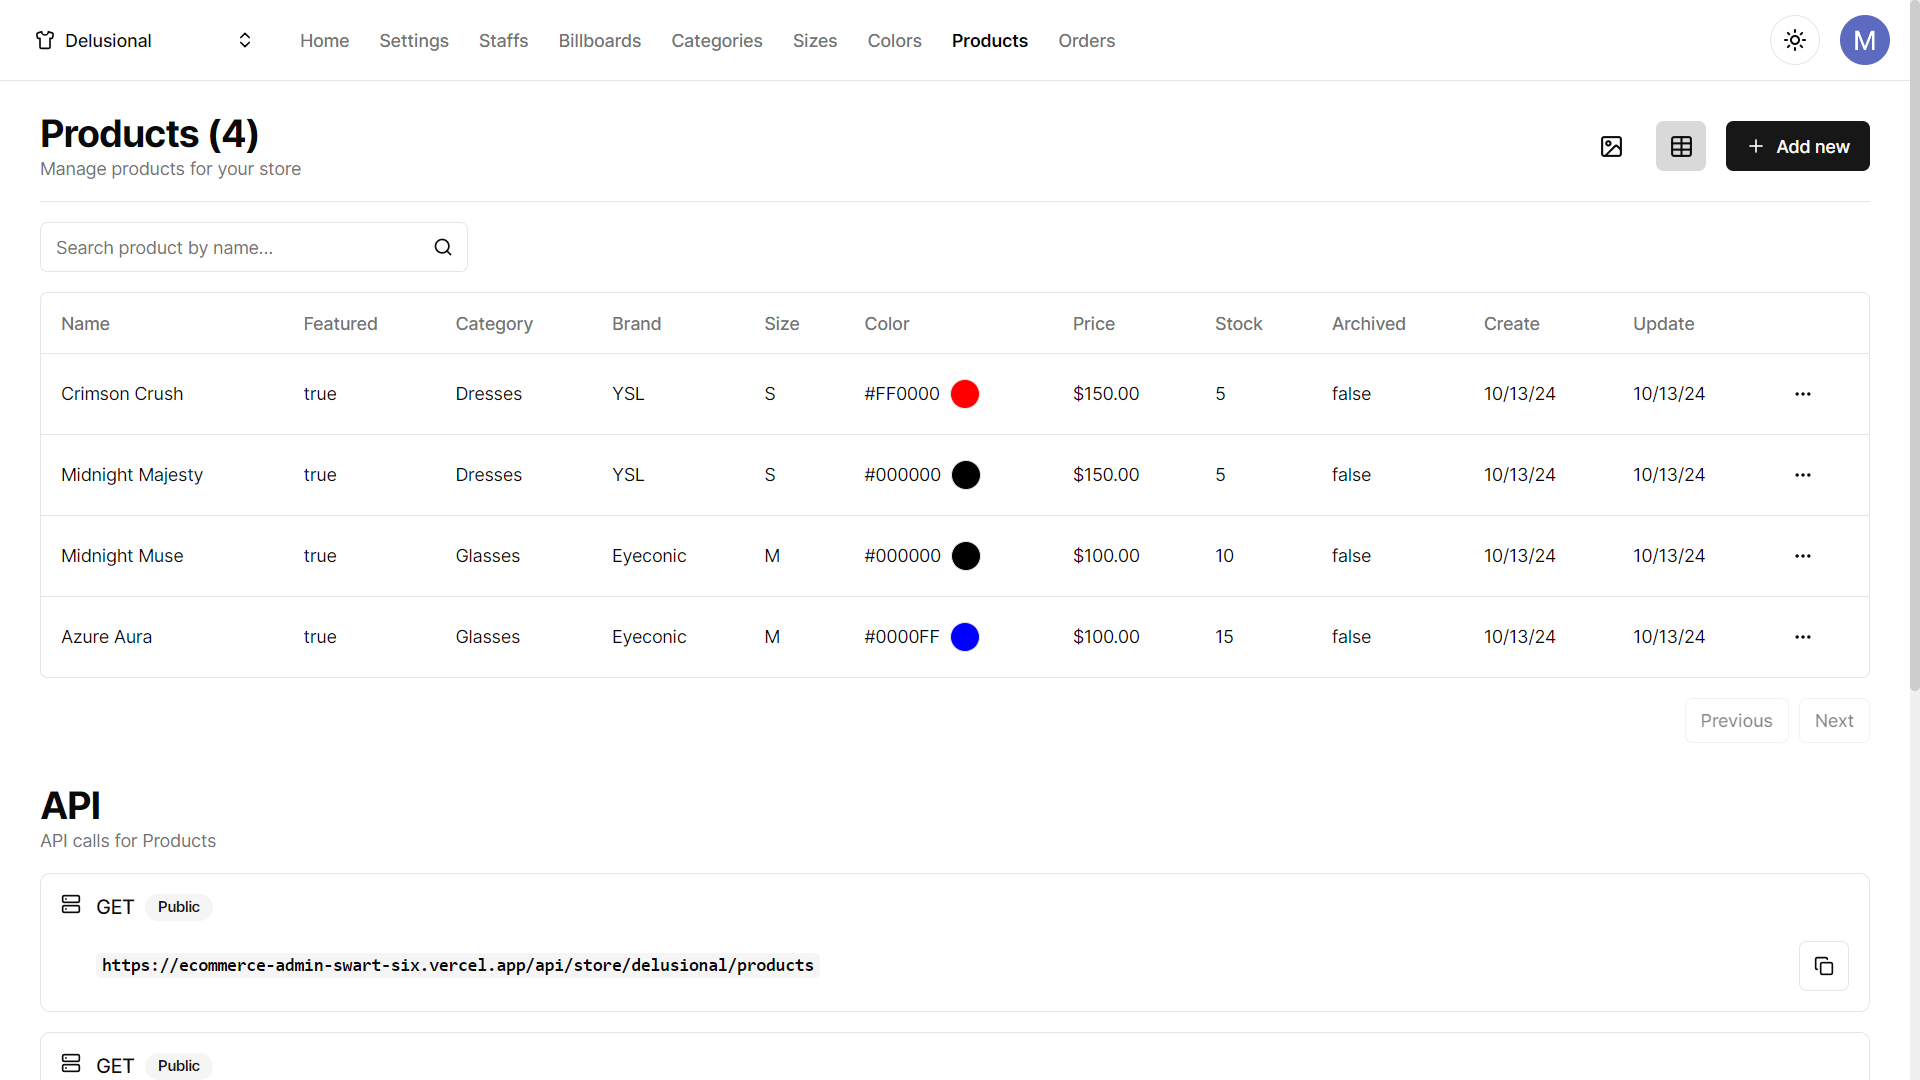 Delusional Home Settings Staffs Billboards Categories Sizes Colors Products Orders M
Products (4)
Manage products for your store
Add new
Search product by name...
Name Featured Category Brand Size Color Price Stock Archived Create Update
Crimson Crush true Dresses YSL S #FF0000 $150.00 5 false 10/13/24 10/13/24
Midnight Majesty true Dresses YSL S #000000 $150.00 5 false 10/13/24 10/13/24
Midnight Muse true Glasses Eyeconic M #000000 $100.00 10 false 10/13/24 10/13/24
Azure Aura true Glasses Eyeconic M #0000FF $100.00 15 false 10/13/24 10/13/24
Previous Next
API
API calls for Products
GET Public
https://ecommerce-admin-swart-six.vercel.app/api/store/delusional/products
GET Public